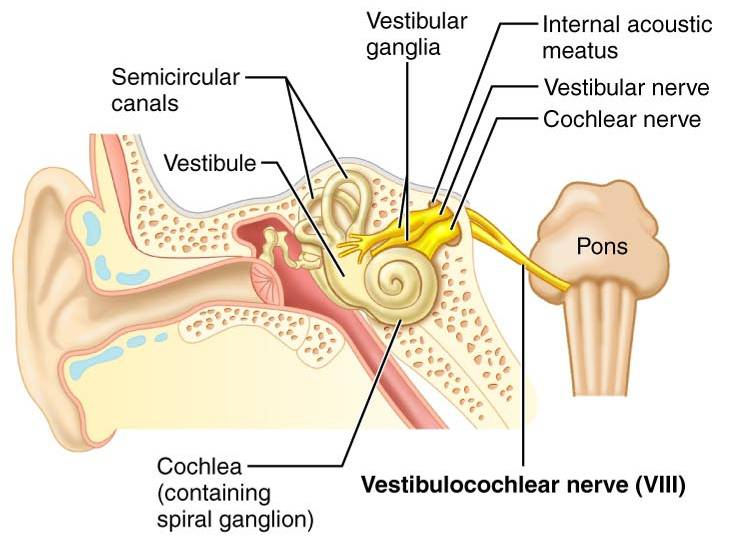 Vestibular
ganglia
Internal acoustic
meatus
Semicircular
canals
Vestibular nerve
Cochlear nerve
Vestibule
Pons
Cochlea
(containing
spiral ganglion)
Vestibulocochlear nerve (VIII)